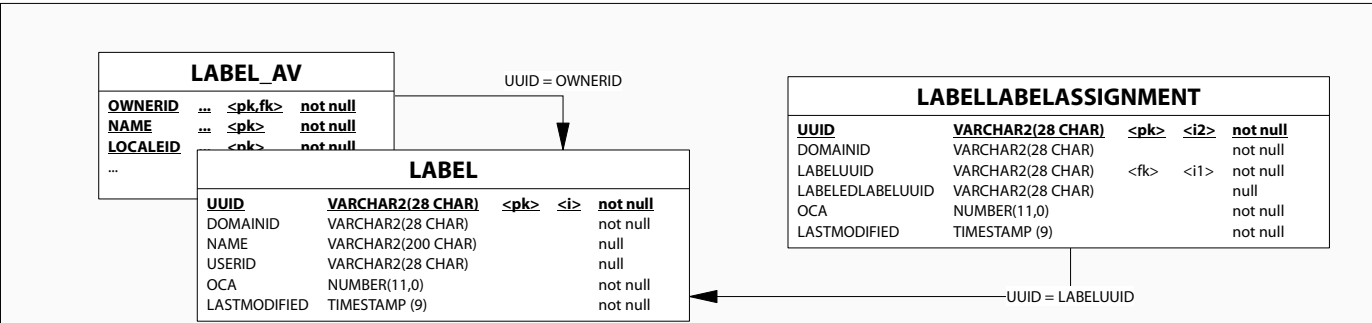 LABEL_AV
OWNERID ... <pk,fk> not null
NAME ... <pk> not null
LOCALEID ... <pk> not null
...
UUID = OWNERID
LABEL
UUID VARCHAR2(28 CHAR) <pk> <i> not null
DOMAINID VARCHAR2(28 CHAR) not null
NAME VARCHAR2(200 CHAR) null
USERID VARCHAR2(28 CHAR) null
OCA NUMBER(11,0) not null
LASTMODIFIED TIMESTAMP (9) not null
LABELLABELASSIGNMENT
UUID VARCHAR2(28 CHAR) <pk> <i2> not null
DOMAINID VARCHAR2(28 CHAR) not null
LABELUUID VARCHAR2(28 CHAR) <fk> <i1> not null
LABELEDLABELUUID VARCHAR2(28 CHAR) null
OCA NUMBER(11,0) not null
LASTMODIFIED TIMESTAMP (9) not null
UUID = LABELUUID